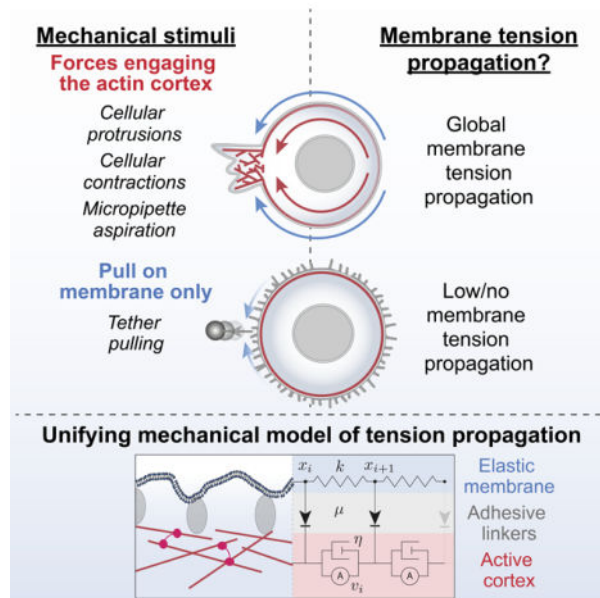 Mechanical stimuli
Forces engaging
the actin cortex
Cellular
protrusions
Cellular
contractions
Micropipette
aspiration
Membrane tension
propagation?
Global
membrane
tension
propagation
Pull on
membrane only
Tether
pulling
Low/no
membrane
tension
propagation
Unifying mechanical model of tension propagation
x_i k x_{i+1}
μ
η
A A
v_i
Elastic
membrane
Adhesive
linkers
Active
cortex